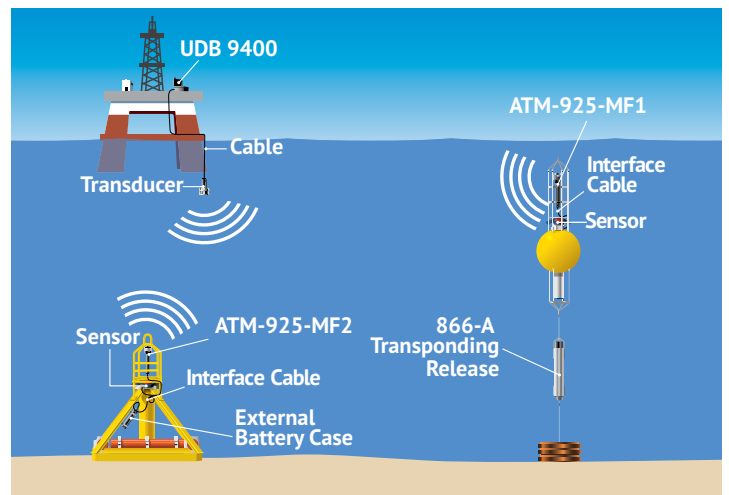 UDB 9400
Cable
Transducer
ATM-925-MF1
Interface
Cable
Sensor
ATM-925-MF2
Sensor
Interface Cable
External
Battery Case
866-A
Transponding
Release